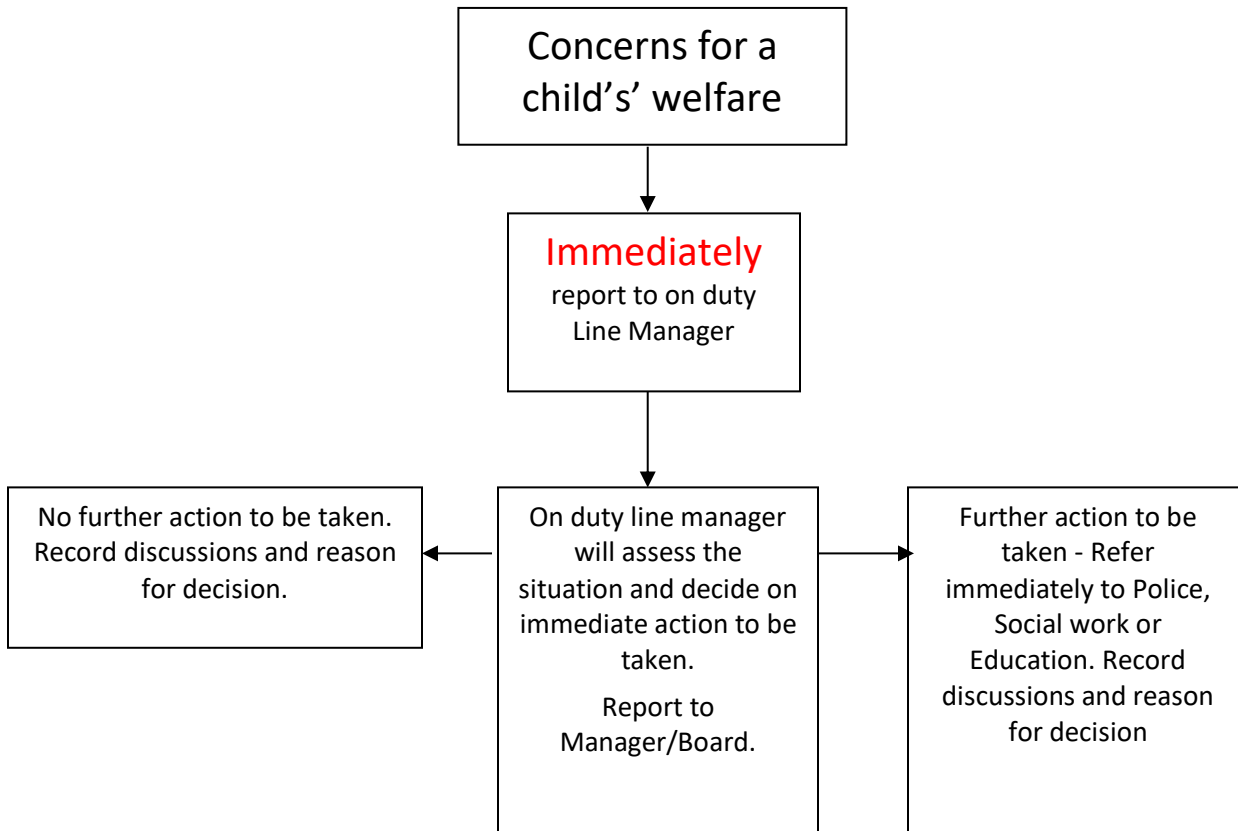 Concerns for a
child's' welfare
Immediately
report to on duty
Line Manager
No further action to be taken.
Record discussions and reason
for decision.
On duty line manager
will assess the
situation and decide on
immediate action to be
taken.
Report to
Manager/Board.
Further action to be
taken - Refer
immediately to Police,
Social work or
Education. Record
discussions and reason
for decision